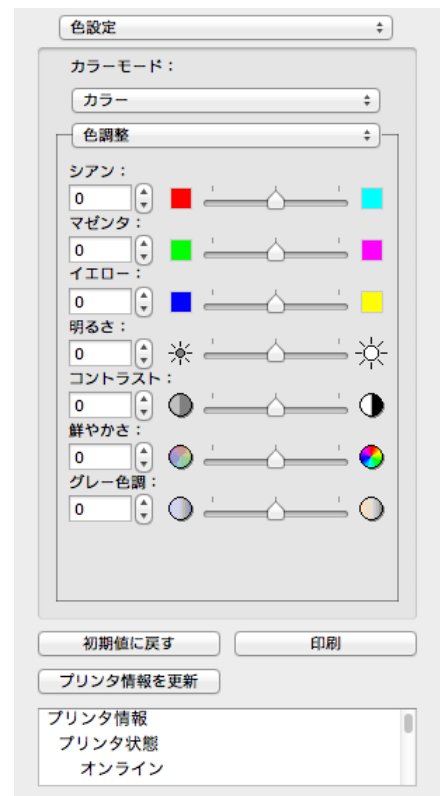 色設定
カラーモード：
カラー
色調整
シアン：
0
マゼンタ：
0
イエロー：
0
明るさ：
0
コントラスト：
0
鮮やかさ：
0
グレー色調：
0
初期値に戻す
印刷
プリンタ情報を更新
プリンタ情報
プリンタ状態
オンライン